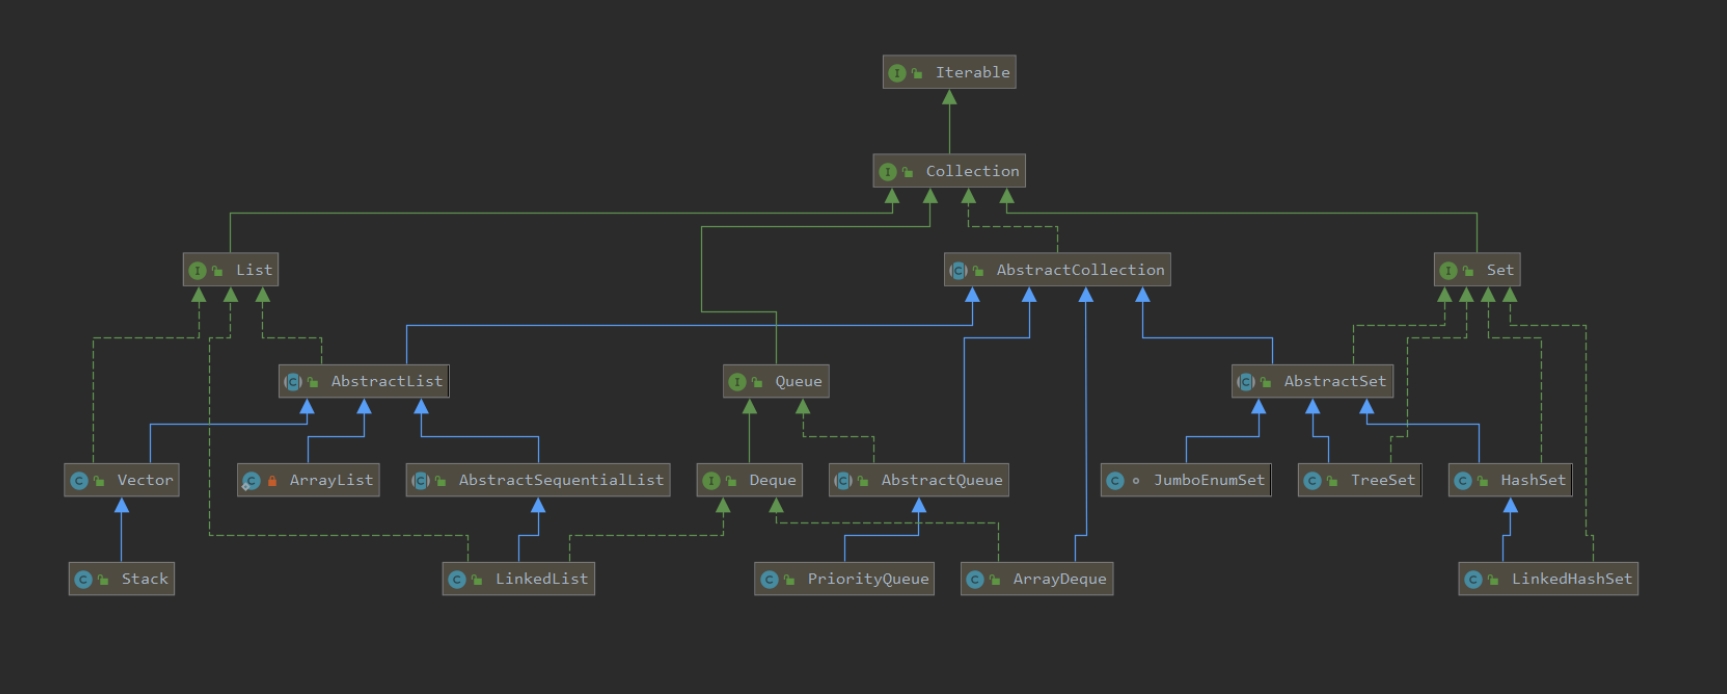 Iterable
Collection
List
AbstractCollection
Set
AbstractList
Queue
AbstractSet
Vector
ArrayList
AbstractSequentialList
Deque
AbstractQueue
JumboEnumSet
TreeSet
HashSet
Stack
LinkedList
PriorityQueue
ArrayDeque
LinkedHashSet